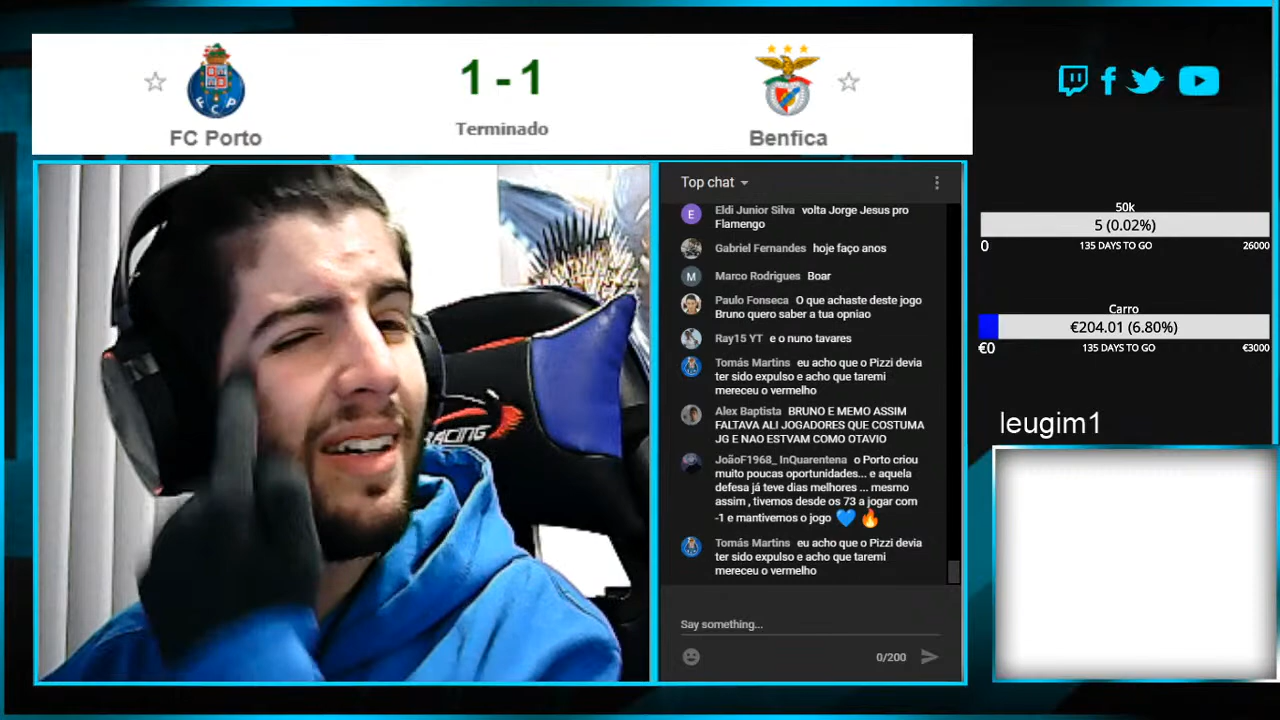 1 - 1
Terminado
FC Porto
Benfica
FCP
Top chat
Eldi Junior Silva volta Jorge Jesus pro
Flamengo
Gabriel Fernandes hoje faço anos
Marco Rodrigues Boar
Paulo Fonseca O que achaste deste jogo
Bruno quero saber a tua opniao
Ray15 YT e o nuno tavares
Tomás Martins eu acho que o Pizzi devia
ter sido expulso e acho que taremi
mereceu o vermelho
Alex Baptista BRUNO E MEMO ASSIM
FALTAVA ALI JOGADORES QUE COSTUMA
JG E NAO ESTVAM COMO OTAVIO
JoãoF1968_ InQuarentena o Porto criou
muito poucas oportunidades... e aquela
defesa já teve dias melhores ... mesmo
assim , tivemos desde os 73 a jogar com
-1 e mantivemos o jogo 💙 🔥
Tomás Martins eu acho que o Pizzi devia
ter sido expulso e acho que taremi
mereceu o vermelho
Say something...
0/200
E
M
RACING
50k
5 (0.02%)
0 135 DAYS TO GO 26000
Carro
€204.01 (6.80%)
€0 135 DAYS TO GO €3000
leugim1